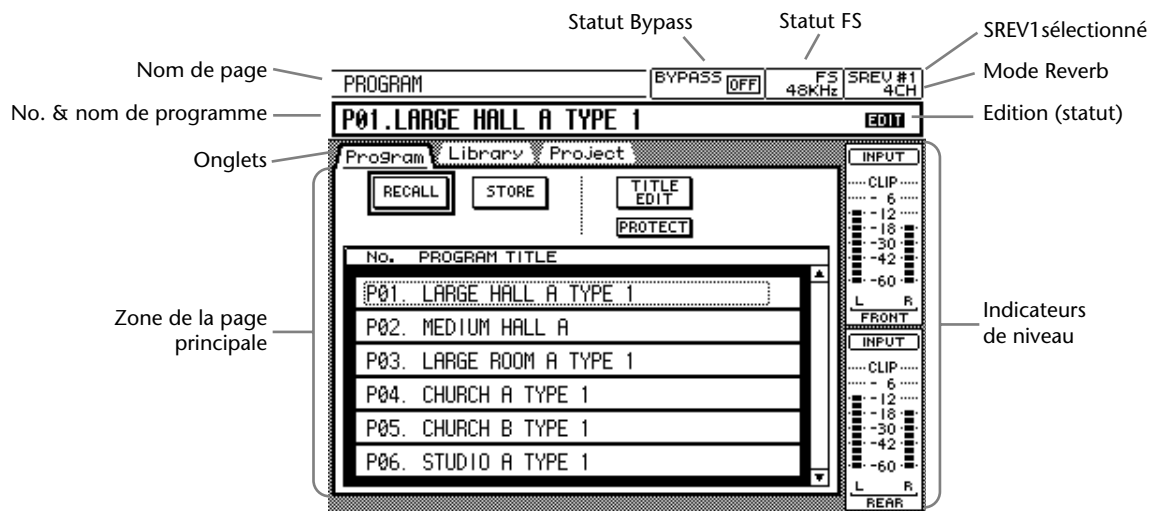 Statut Bypass
Statut FS
SREV1sélectionné
Nom de page
Mode Reverb
No. & nom de programme
Edition (statut)
Onglets
Zone de la page
principale
Indicateurs
de niveau
PROGRAM
BYPASS OFF
FS
48KHz
SREV #1
4CH
P01.LARGE HALL A TYPE 1
EDIT
Program
Library
Project
RECALL
STORE
TITLE
EDIT
PROTECT
No. PROGRAM TITLE
P01. LARGE HALL A TYPE 1
P02. MEDIUM HALL A
P03. LARGE ROOM A TYPE 1
P04. CHURCH A TYPE 1
P05. CHURCH B TYPE 1
P06. STUDIO A TYPE 1
INPUT
CLIP
- 6
-12
-18
-30
-42
-60
L R
FRONT
INPUT
CLIP
- 6
-12
-18
-30
-42
-60
L R
REAR